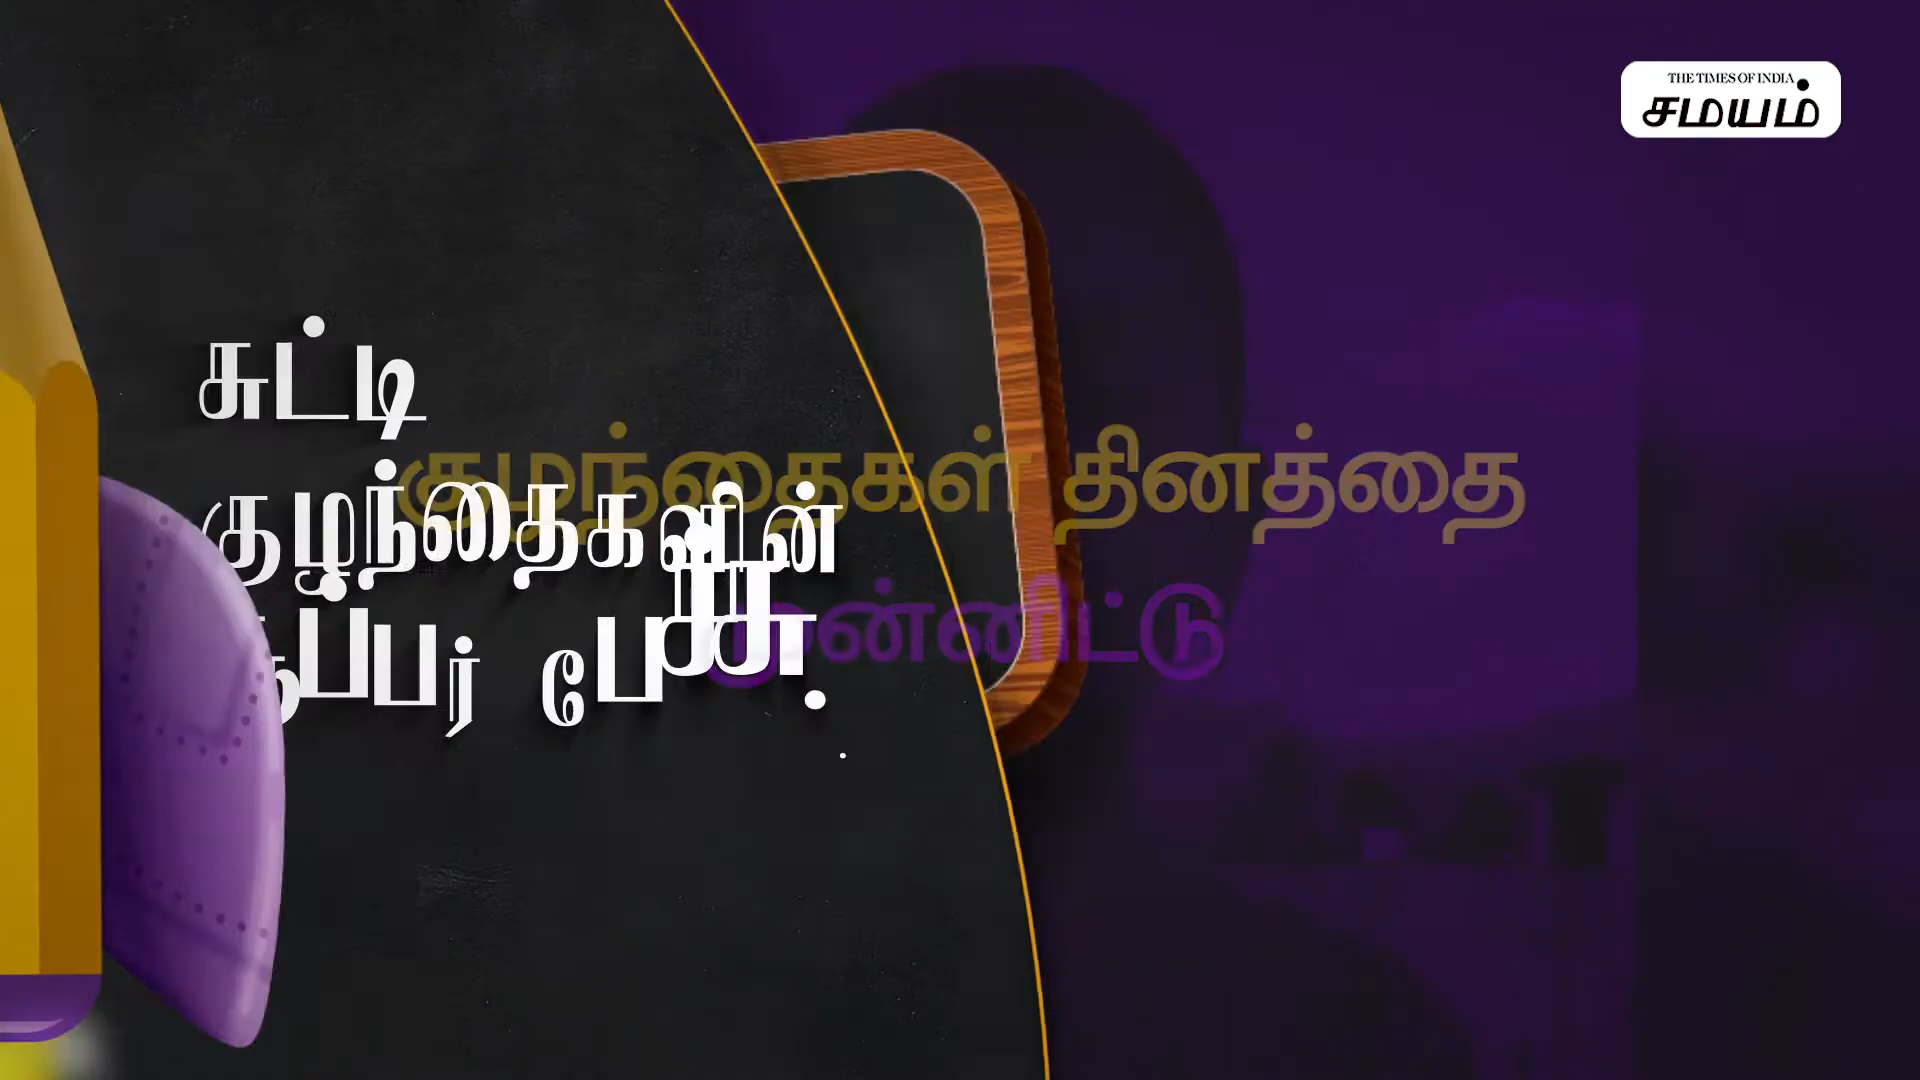 THE TIMES OF INDIA
சமயம்
சுட்டி
குழந்தைகளின்
குழந்தைகள் தினத்தை
முன்னிட்டு